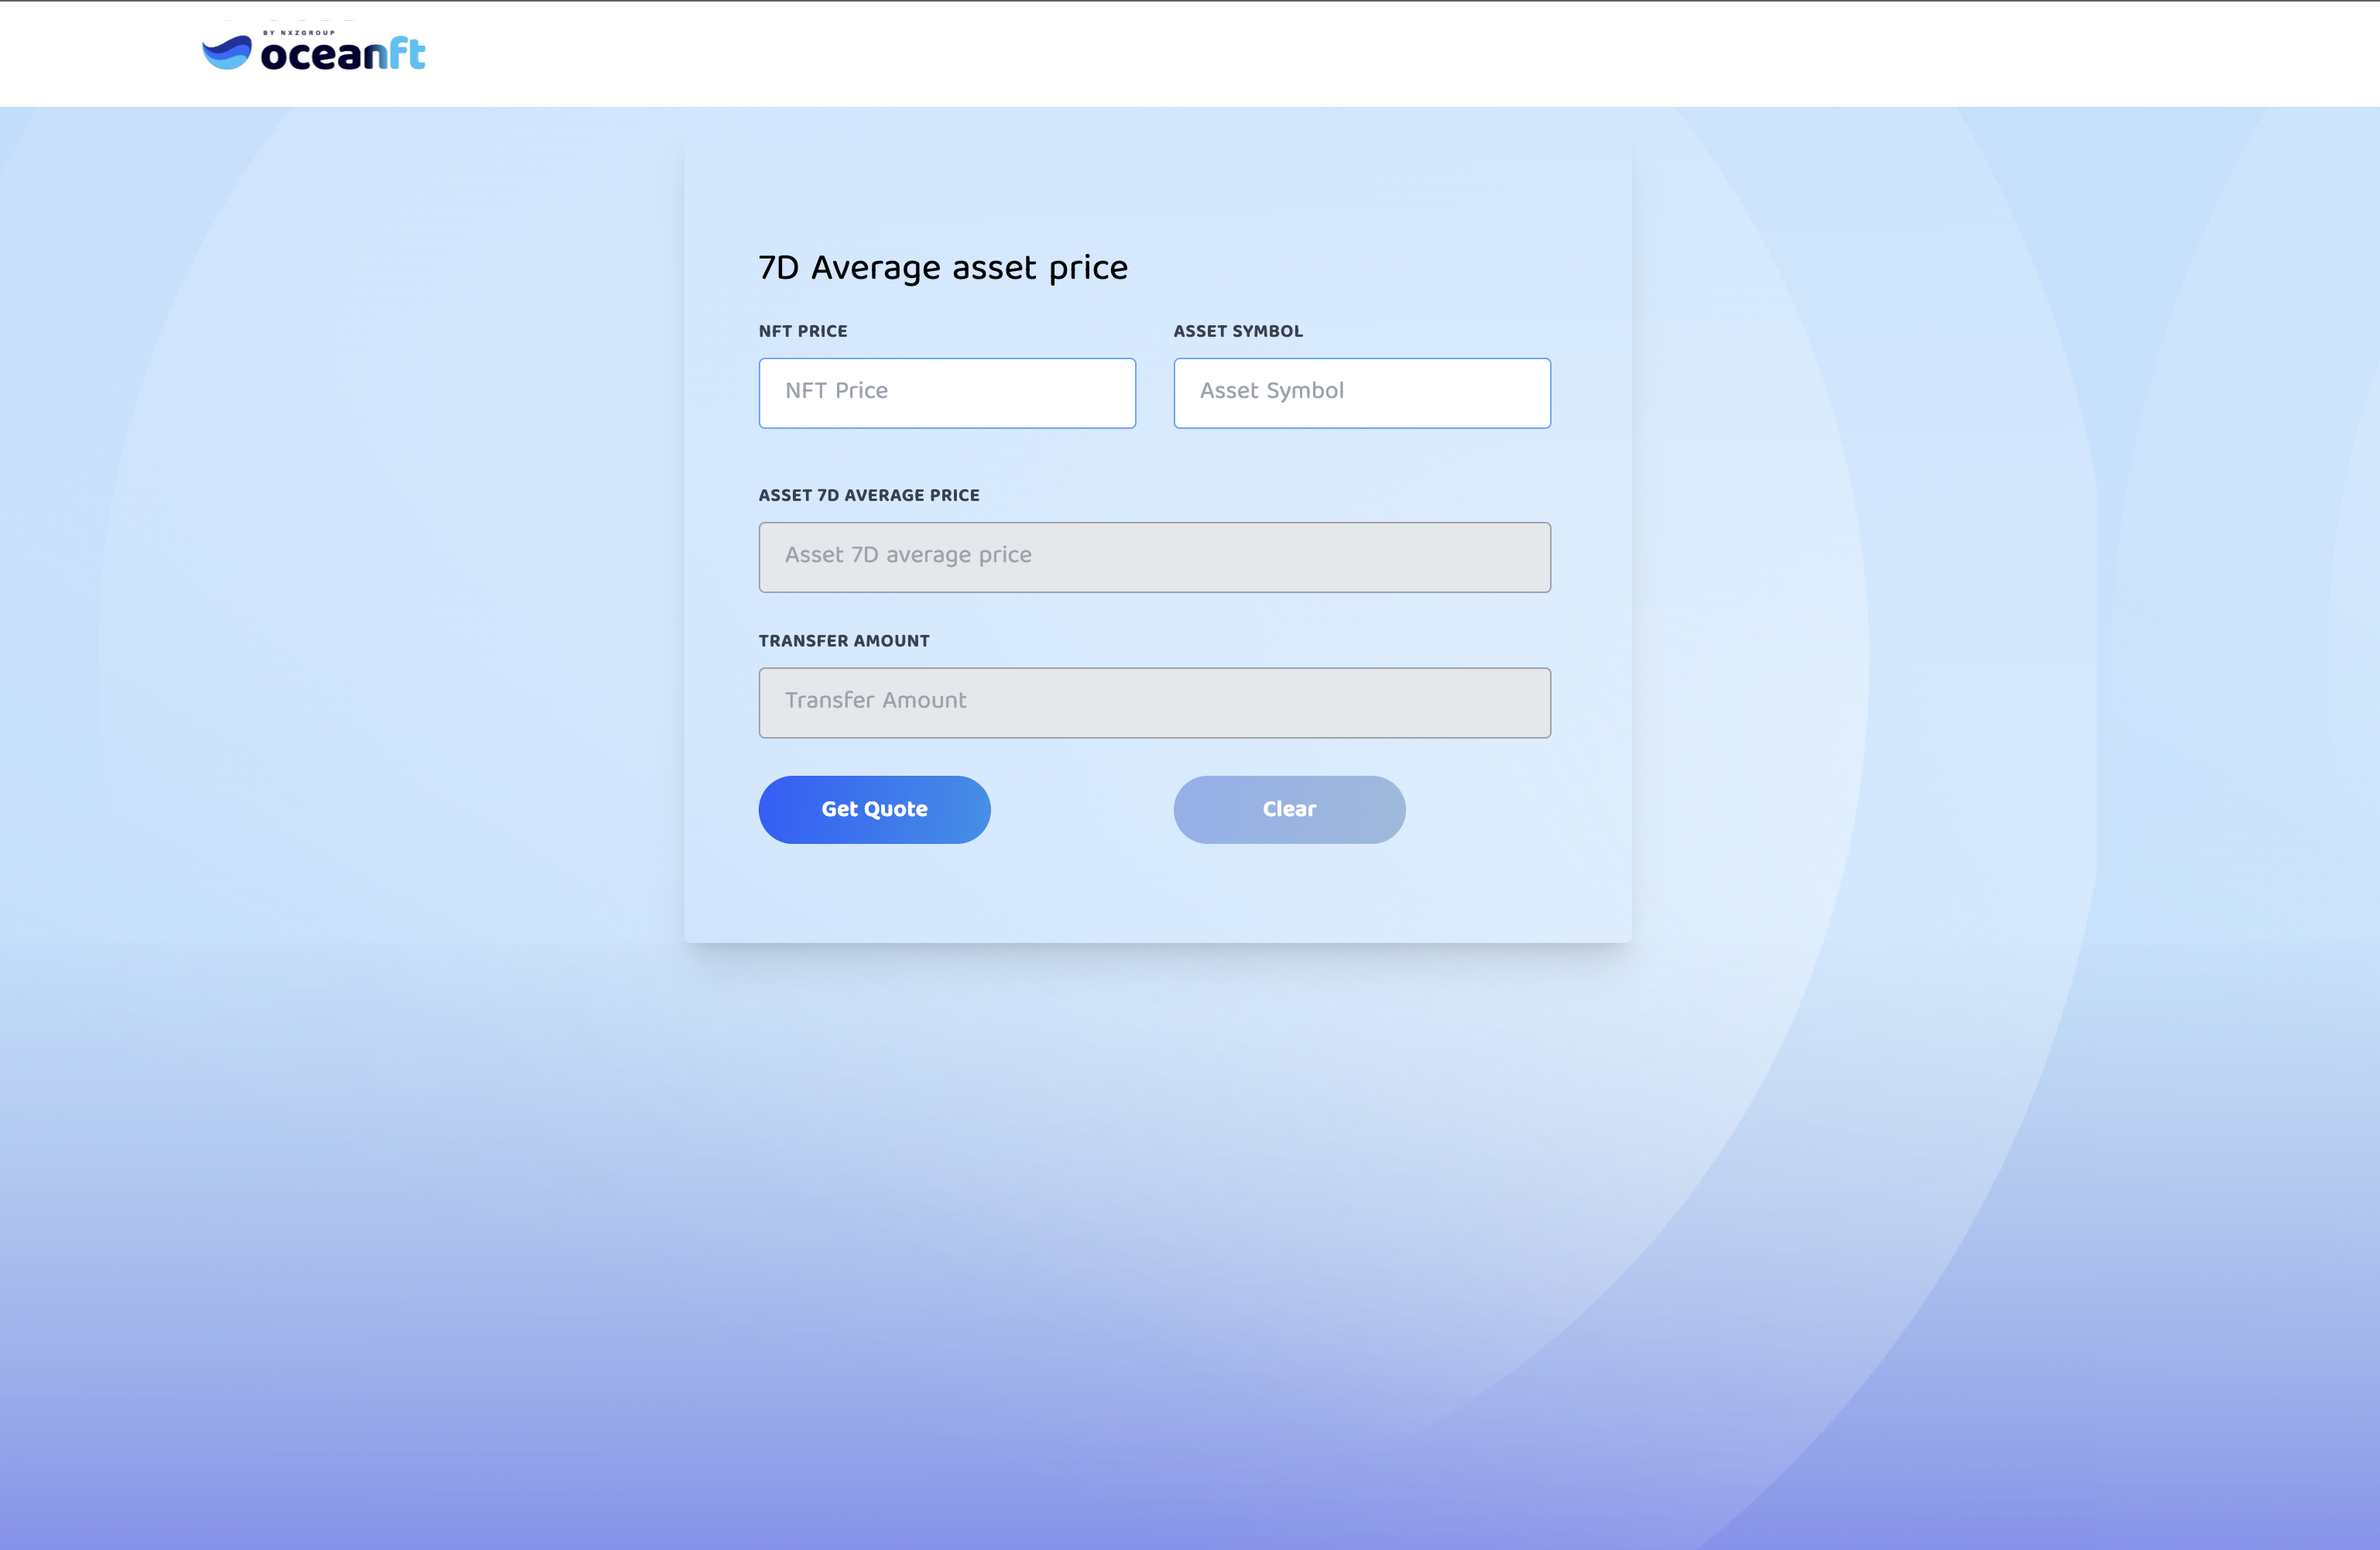 BY NXZGROUP
oceanft
7D Average asset price
NFT PRICE
ASSET SYMBOL
NFT Price
Asset Symbol
ASSET 7D AVERAGE PRICE
Asset 7D average price
TRANSFER AMOUNT
Transfer Amount
Get Quote
Clear